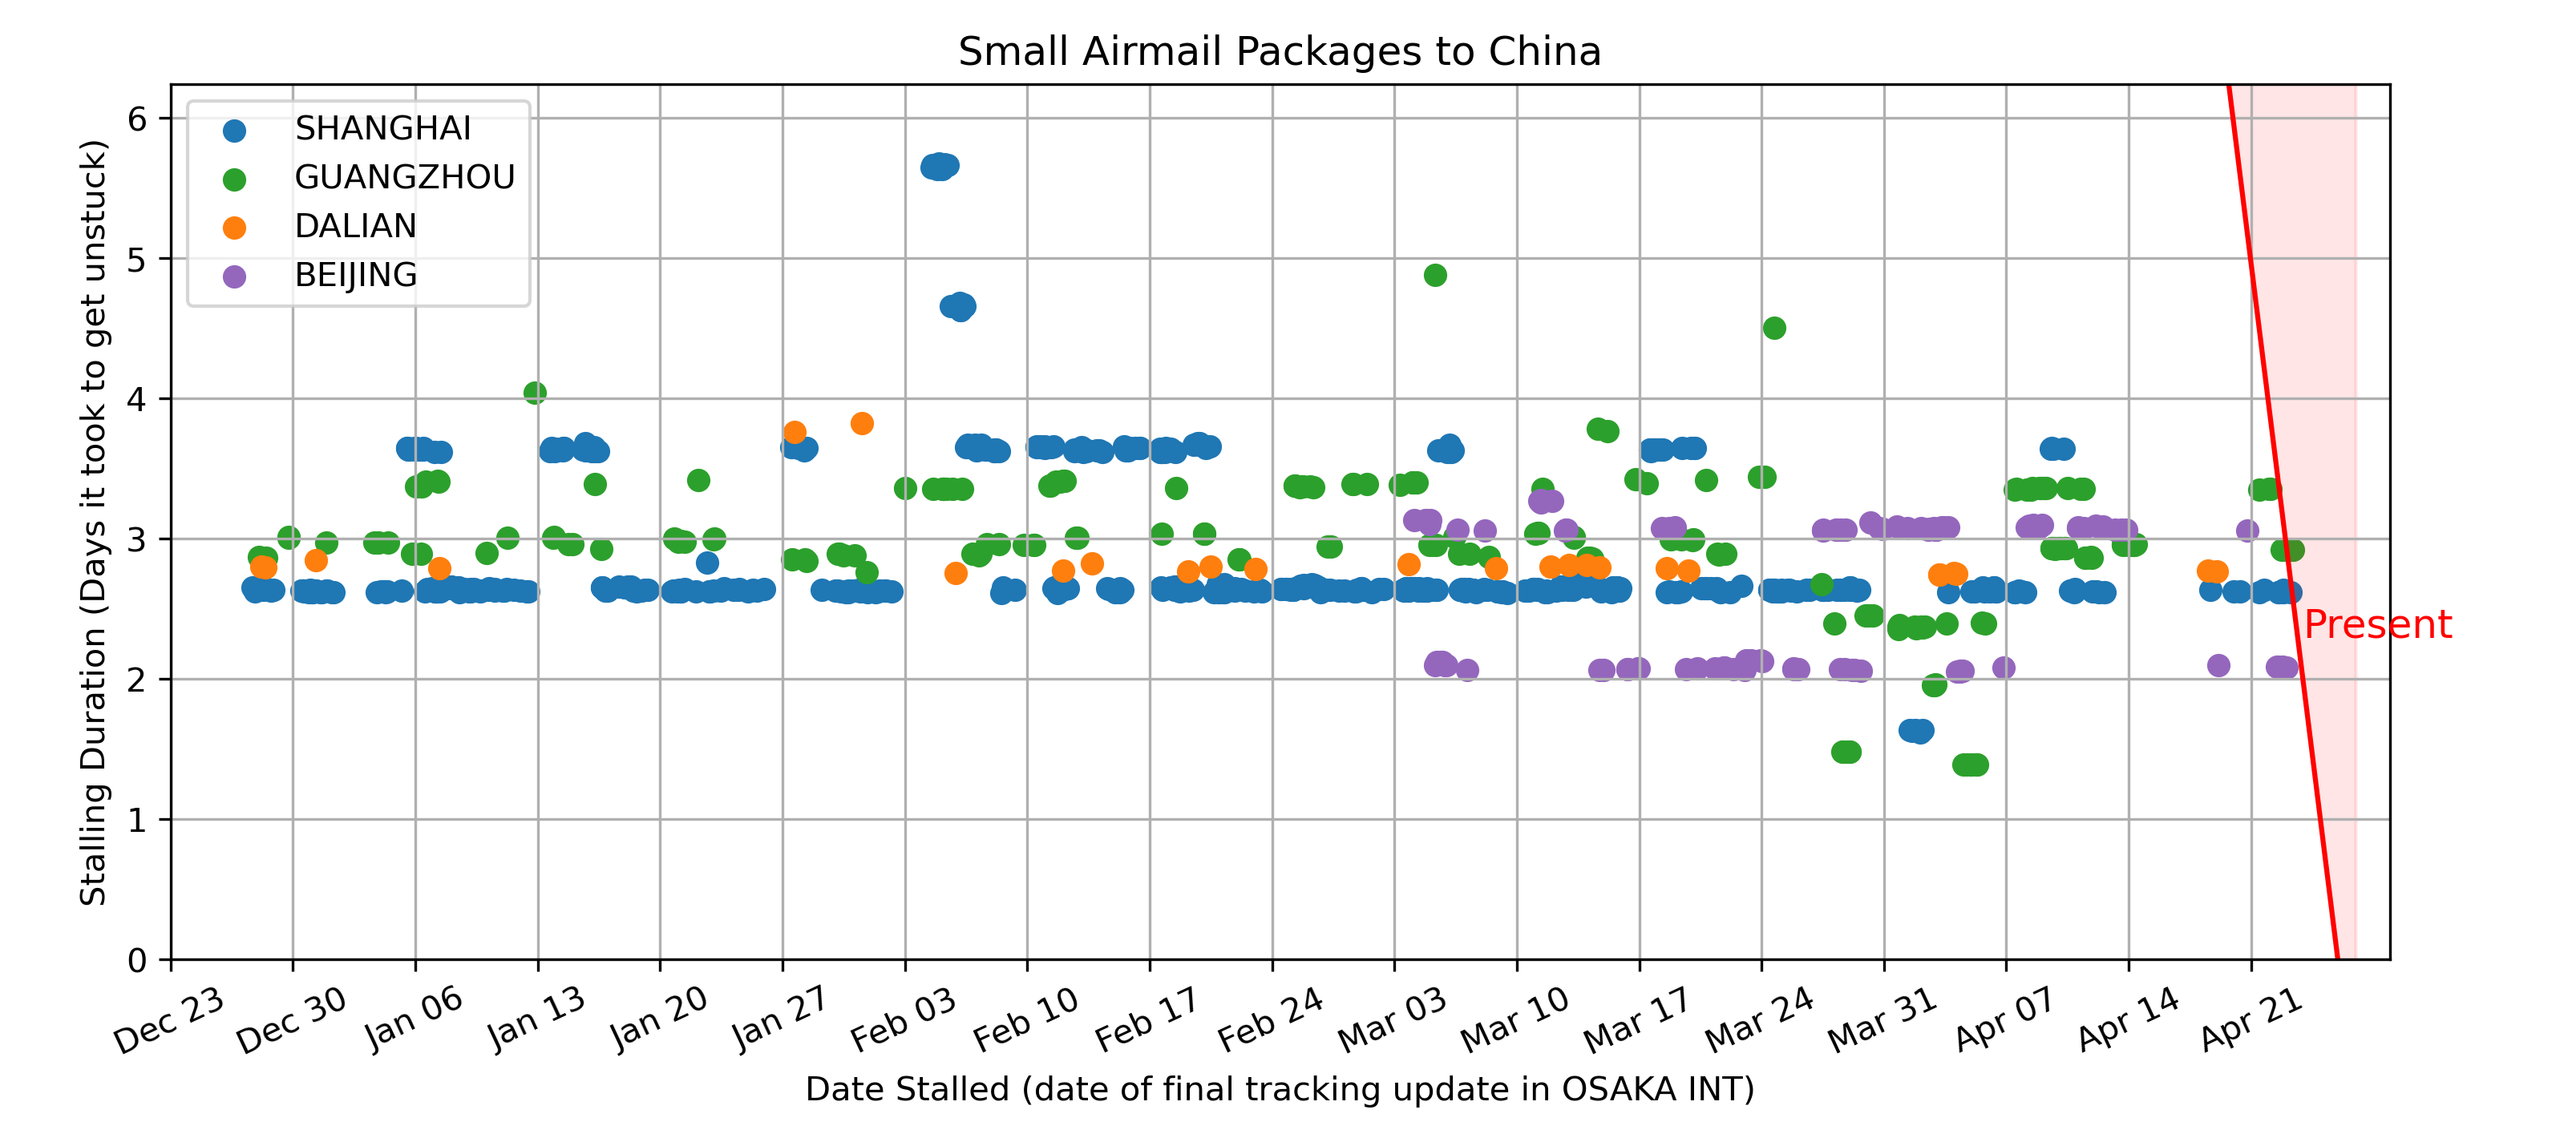 Small Airmail Packages to China
Stalling Duration (Days it took to get unstuck)
6
5
4
3
2
1
0
SHANGHAI
GUANGZHOU
DALIAN
BEIJING
Present
Dec 23
Dec 30
Jan 06
Jan 13
Jan 20
Jan 27
Feb 03
Feb 10
Feb 17
Feb 24
Mar 03
Mar 10
Mar 17
Mar 24
Mar 31
Apr 07
Apr 14
Apr 21
Date Stalled (date of final tracking update in OSAKA INT)